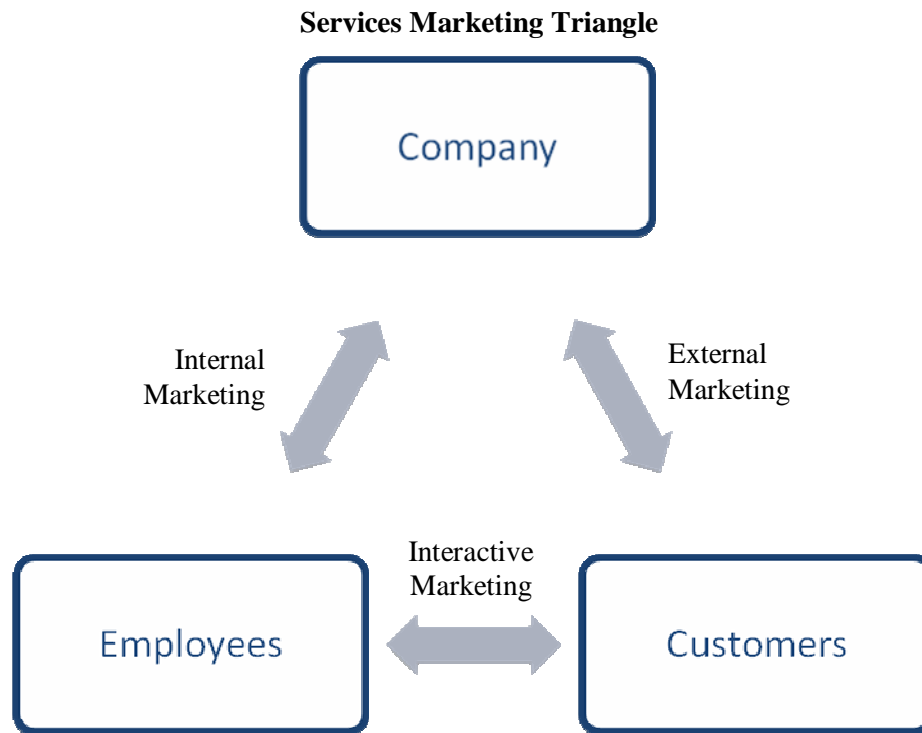 Services Marketing Triangle
Company
Internal
Marketing
External
Marketing
Interactive
Marketing
Employees
Customers